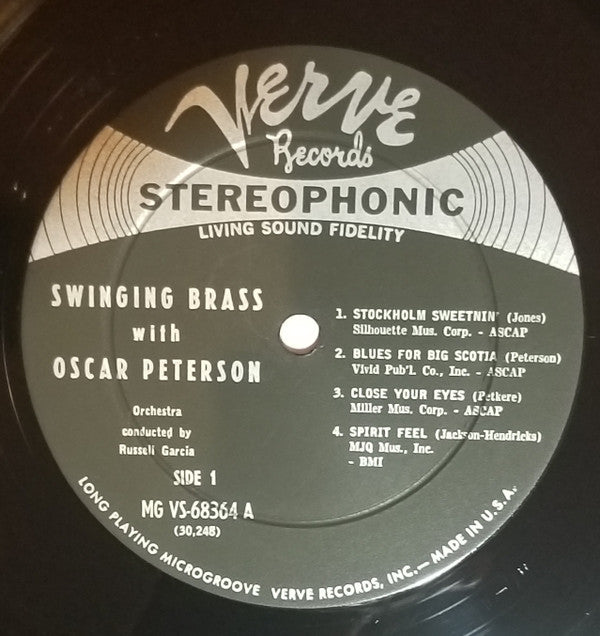 Verve
Records
STEREOPHONIC
LIVING SOUND FIDELITY
SWINGING BRASS
with
OSCAR PETERSON
Orchestra
conducted by
Russell Garcia
SIDE 1
MG VS-68364 A
(30,245)
1. STOCKHOLM SWEETNIN' (Jones)
Silhouette Mus. Corp. - ASCAP
2. BLUES FOR BIG SCOTIA (Peterson)
Vivid Pub'l. Co., Inc. - ASCAP
3. CLOSE YOUR EYES (Petkere)
Miller Mus. Corp. - ASCAP
4. SPIRIT FEEL (Jackson-Hendricks)
MJQ Mus., Inc.
- BMI
LONG PLAYING MICROGROOVE VERVE RECORDS, INC.— MADE IN U.S.A.